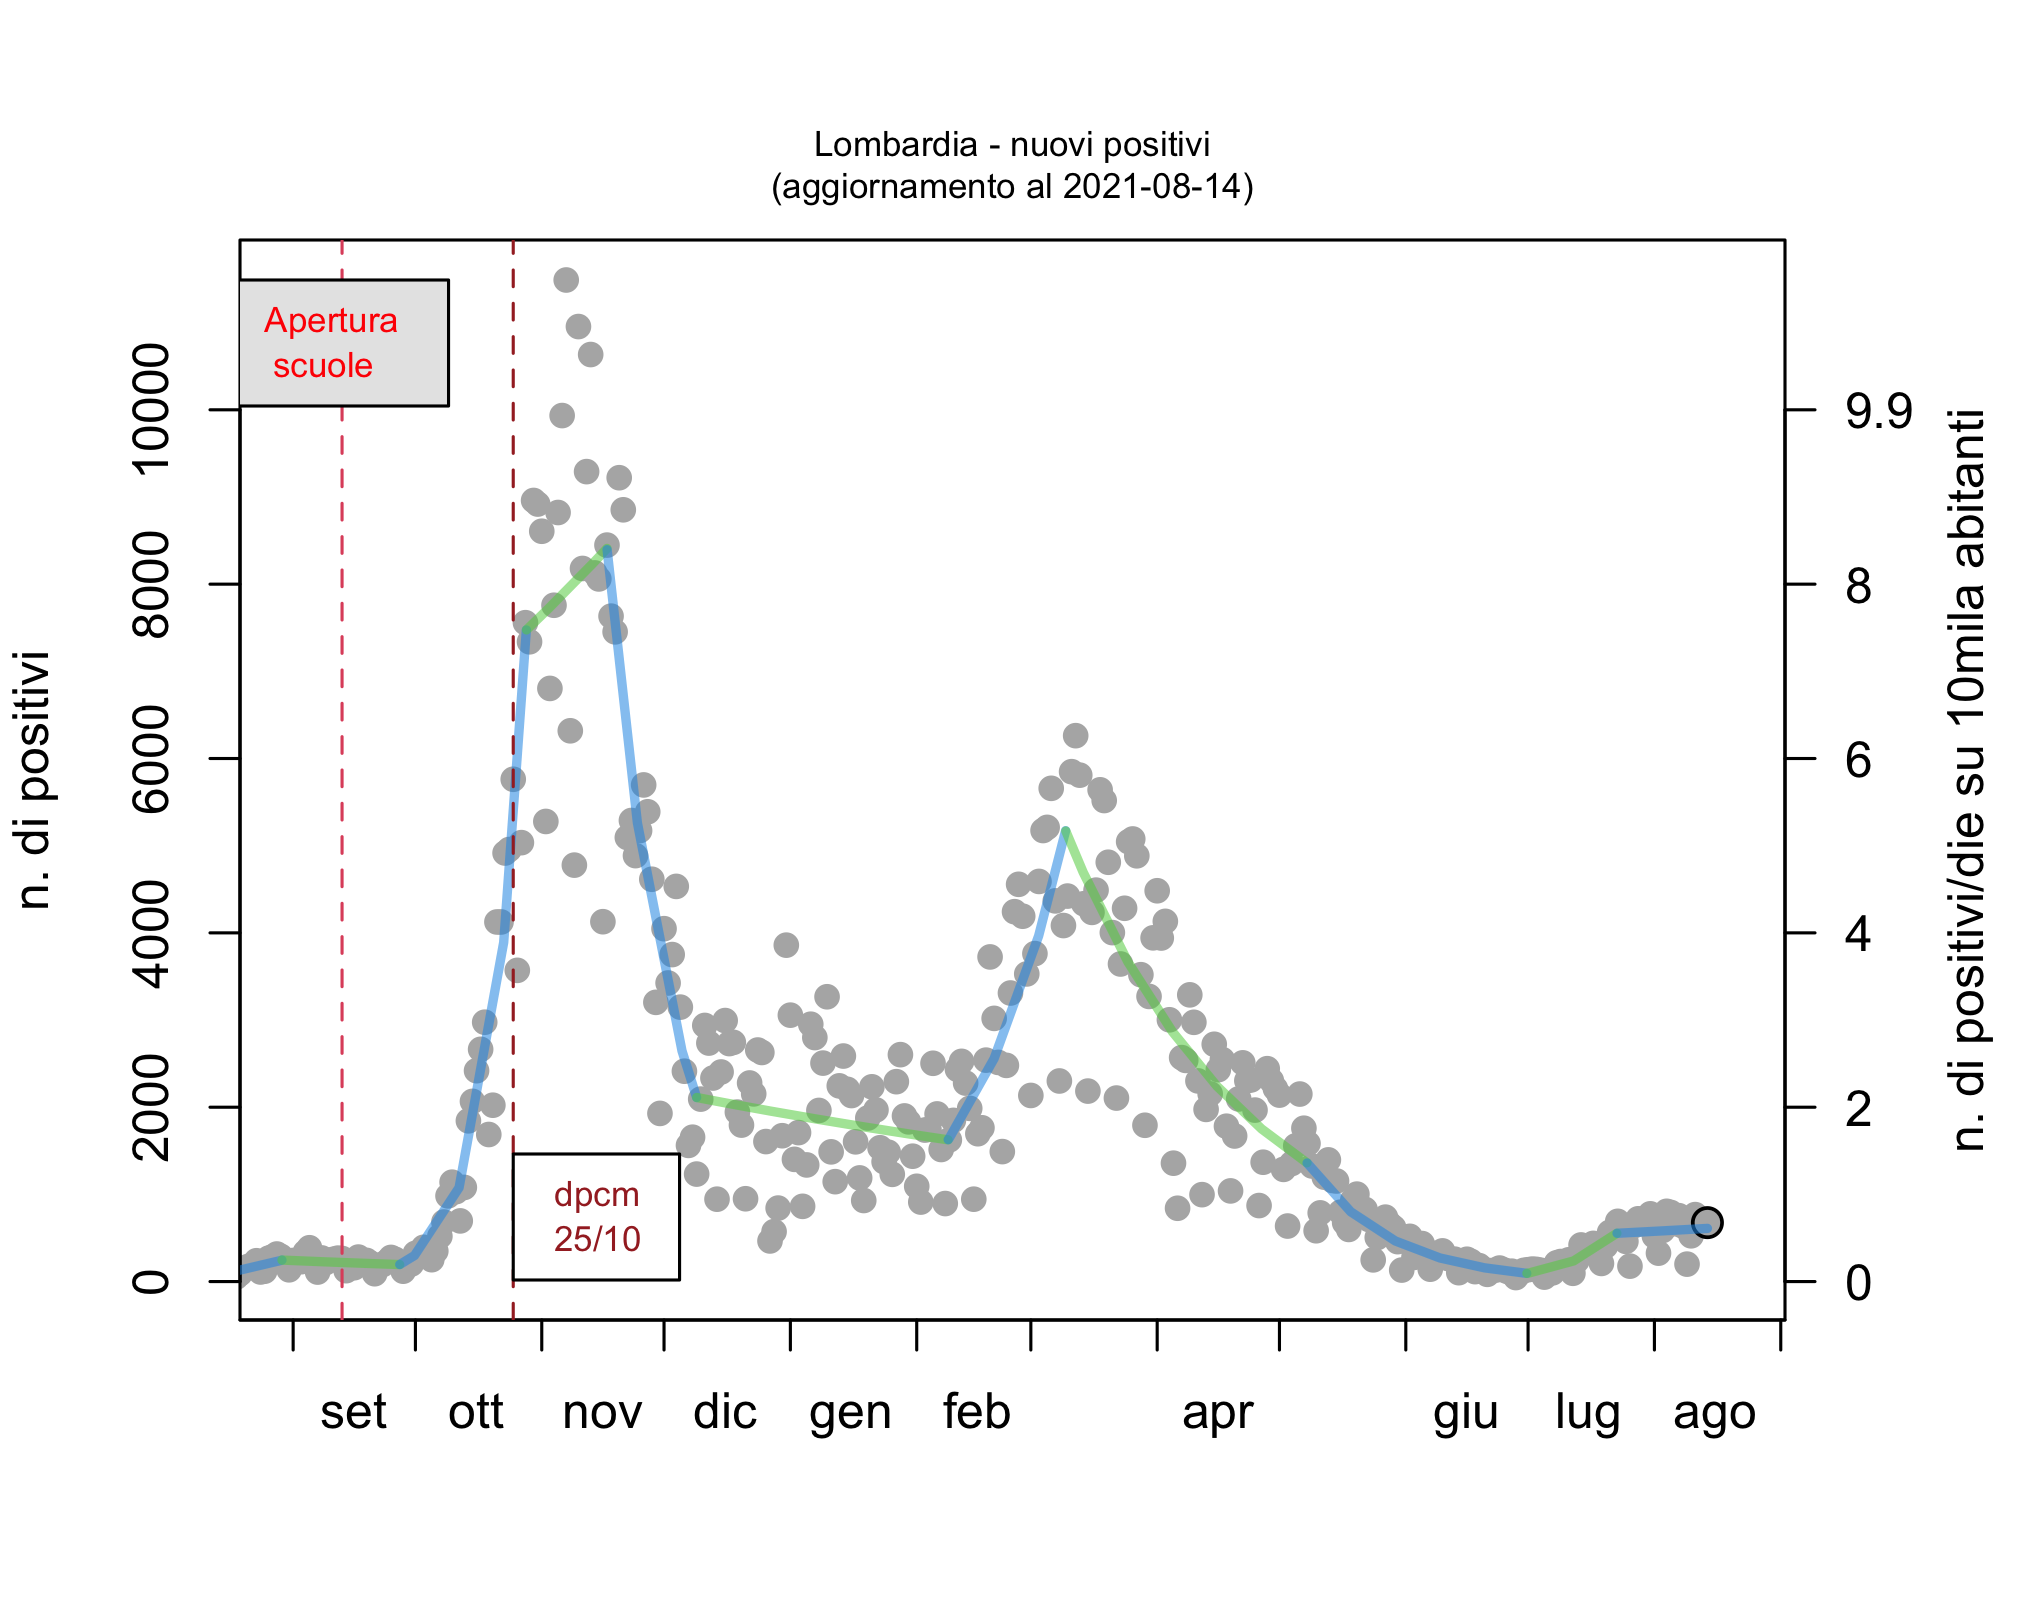 Lombardia - nuovi positivi
(aggiornamento al 2021-08-14)
Apertura
scuole
dpcm
25/10
n. di positivi
0
2000
4000
6000
8000
10000
n. di positivi/die su 10mila abitanti
9.9
8
6
4
2
0
set ott nov dic gen feb apr giu lug ago